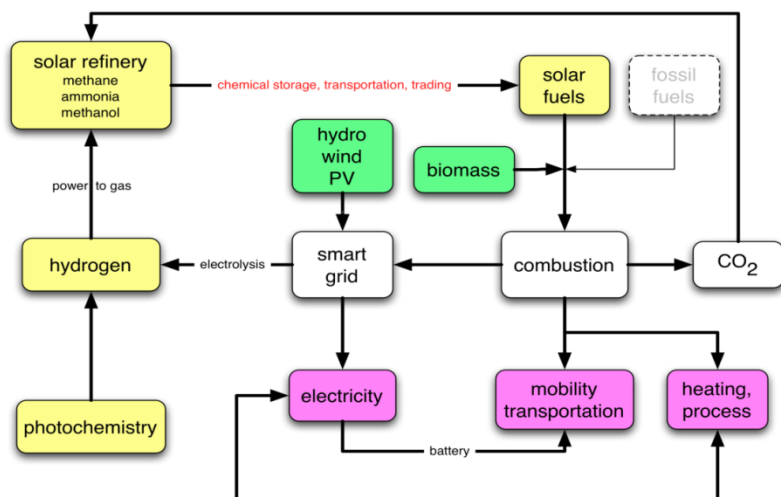 solar refinery
methane
ammonia
methanol
chemical storage, transportation, trading
solar
fuels
fossil
fuels
hydro
wind
PV
biomass
power to gas
hydrogen
electrolysis
smart
grid
combustion
CO2
photochemistry
electricity
battery
mobility
transportation
heating,
process